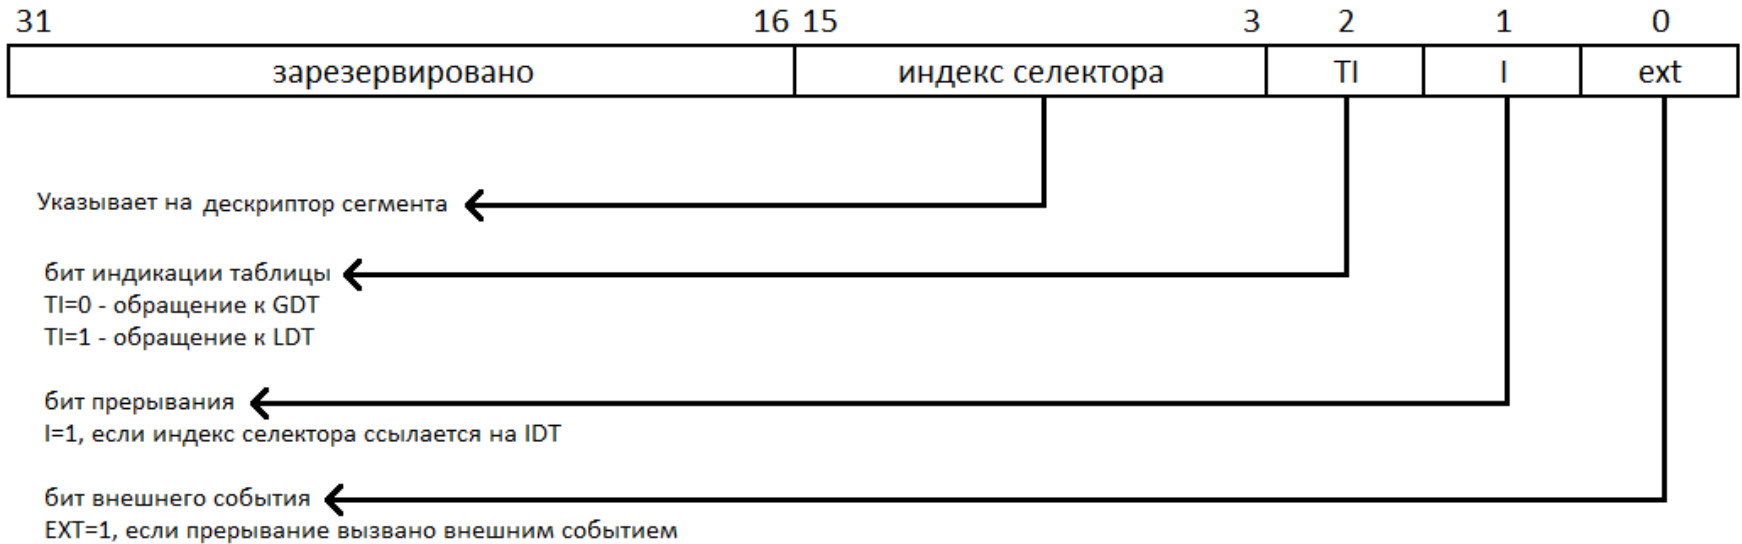 31 16 15 3 2 1 0
зарезервировано индекс селектора TI I ext
Указывает на дескриптор сегмента
бит индикации таблицы
TI=0 - обращение к GDT
TI=1 - обращение к LDT
бит прерывания
I=1, если индекс селектора ссылается на IDT
бит внешнего события
EXT=1, если прерывание вызвано внешним событием